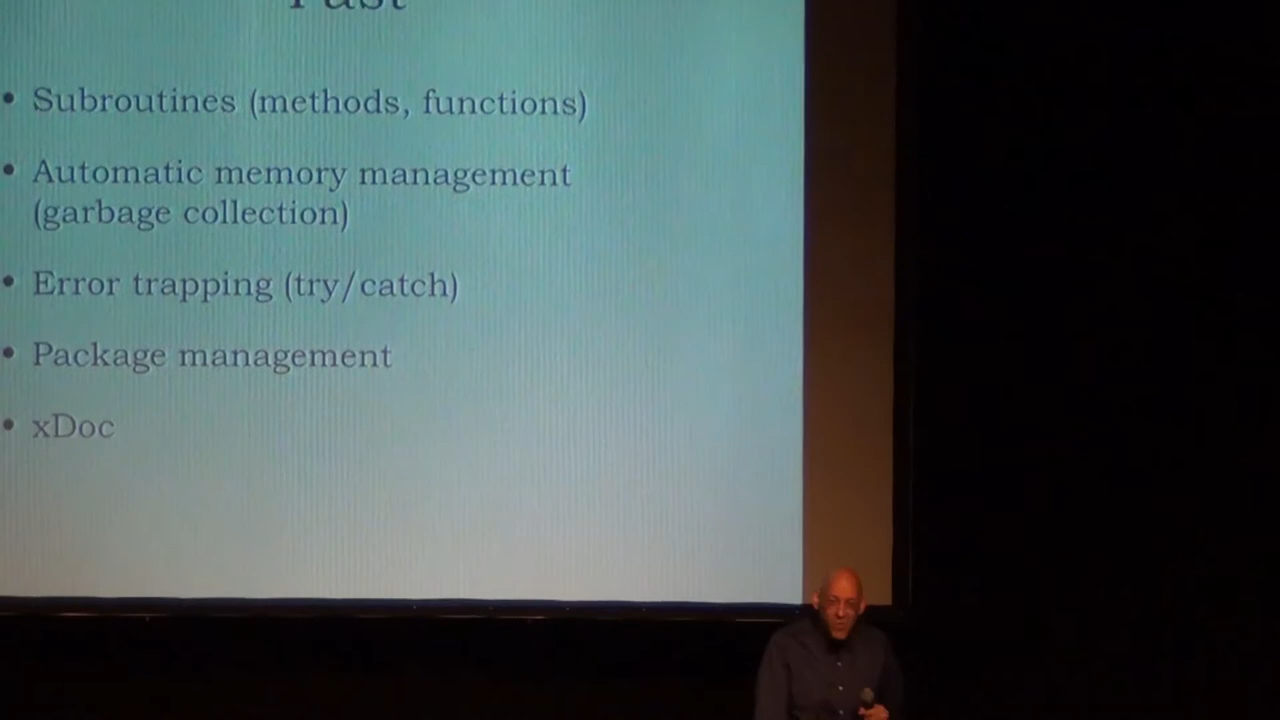 Past
• Subroutines (methods, functions)
• Automatic memory management
(garbage collection)
• Error trapping (try/catch)
• Package management
• xDoc